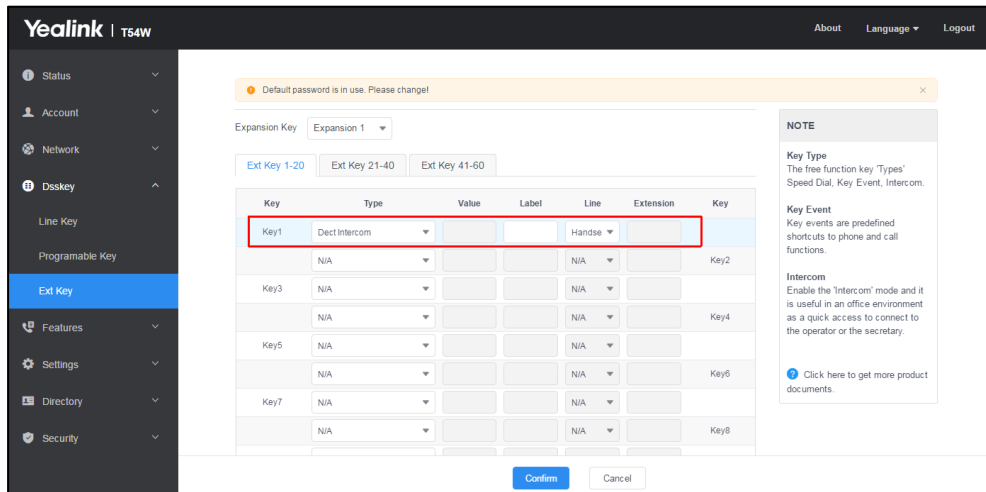 Yealink | T54W
About Language Logout
Status
Account
Network
Dsskey
Line Key
Programable Key
Ext Key
Features
Settings
Directory
Security
Default password is in use. Please change!
Expansion Key Expansion 1
Ext Key 1-20 Ext Key 21-40 Ext Key 41-60
Key Type Value Label Line Extension Key
Key1 Dect Intercom Handse
N/A N/A Key2
Key3 N/A N/A
N/A N/A Key4
Key5 N/A N/A
N/A N/A Key6
Key7 N/A N/A
N/A N/A Key8
Confirm Cancel
NOTE
Key Type
The free function key 'Types'
Speed Dial, Key Event, Intercom.
Key Event
Key events are predefined
shortcuts to phone and call
functions.
Intercom
Enable the 'Intercom' mode and it
is useful in an office environment
as a quick access to connect to
the operator or the secretary.
Click here to get more product
documents.